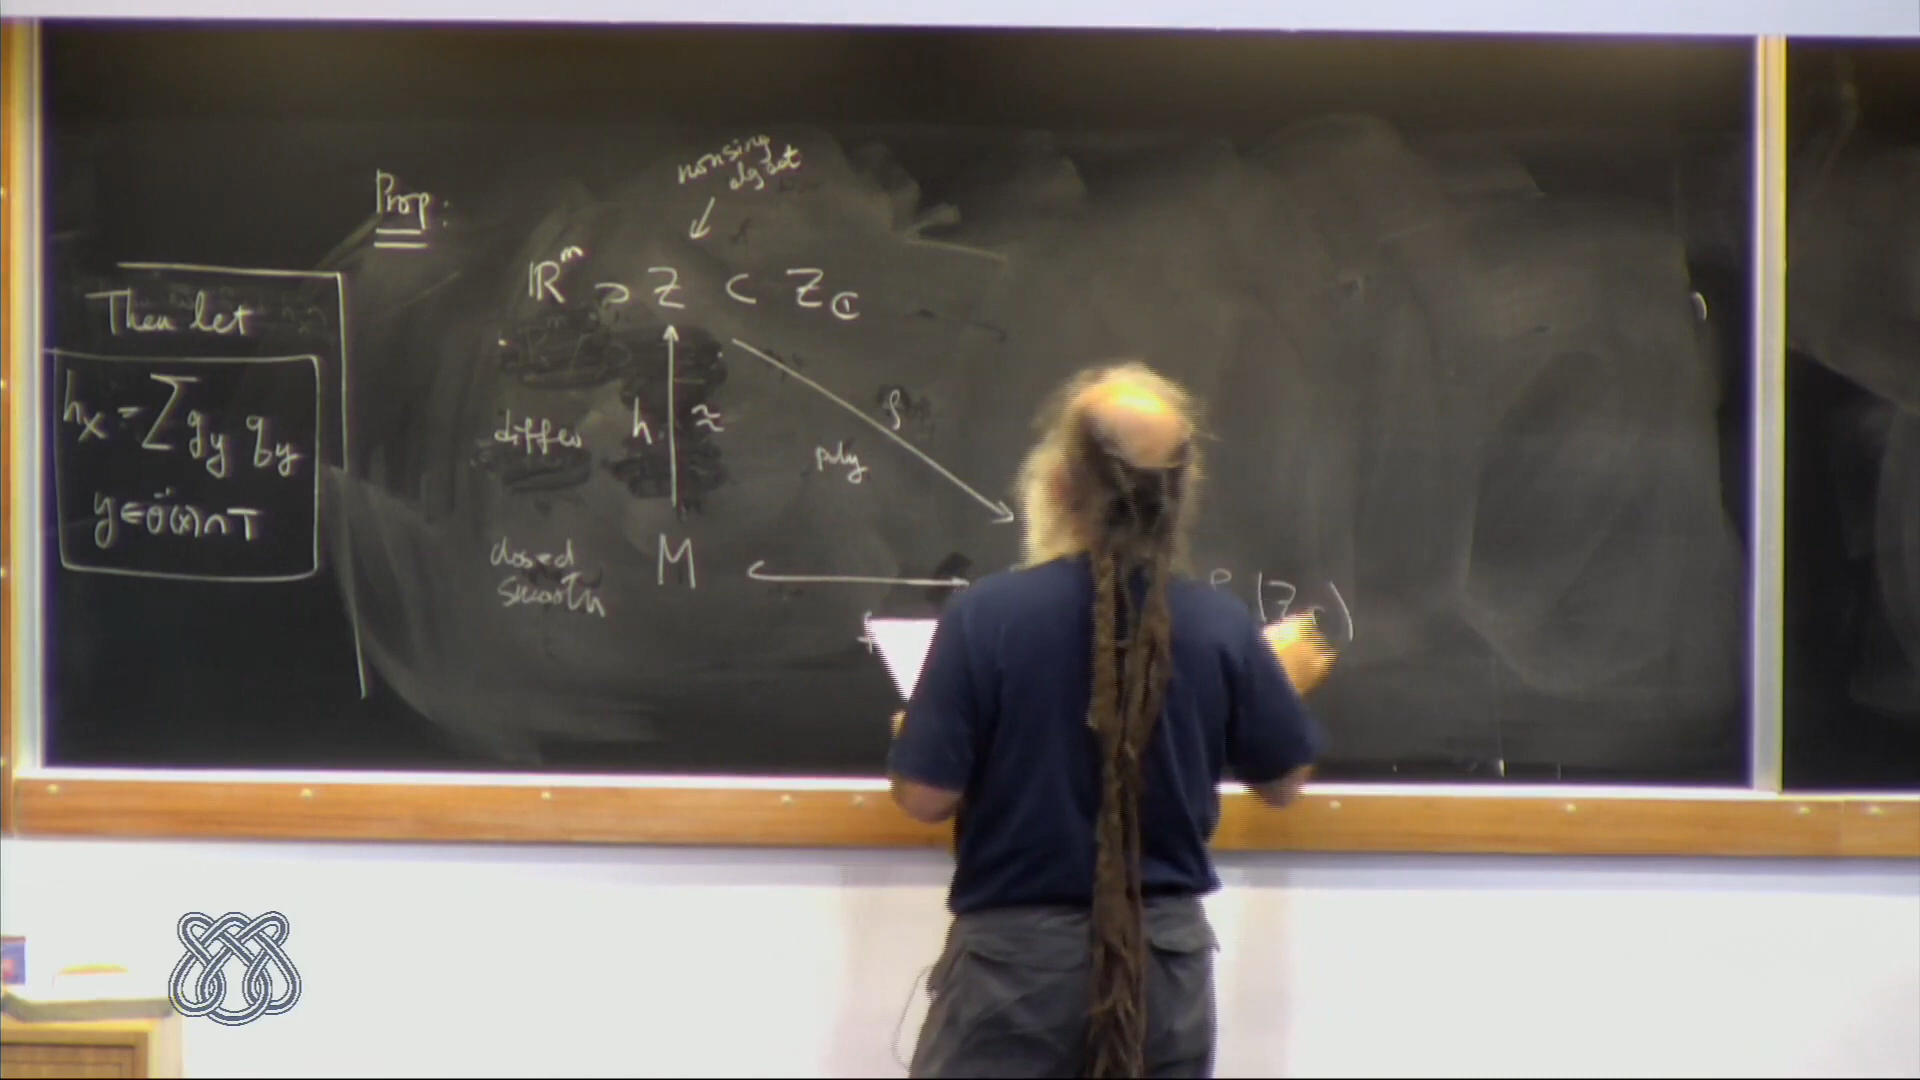 Then let
h_X = Σ g_y q_y
y ∈ θ⁻¹(x) ∩ T
Prop:
nonsing
alg set
ℝ^m ⊃ Z ⊂ Z_ℂ
diffeo h ≈
f
poly
closed
smooth
M